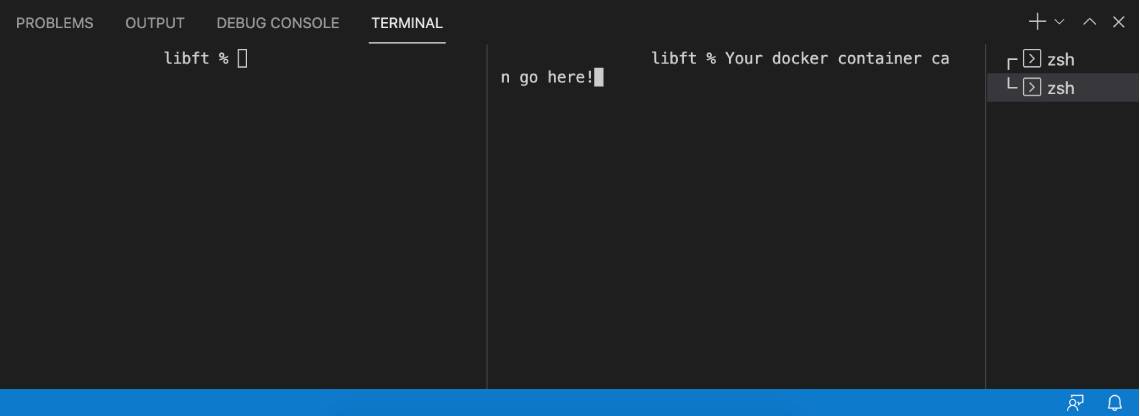 PROBLEMS OUTPUT DEBUG CONSOLE TERMINAL
libft %
libft % Your docker container ca
n go here!
zsh
zsh